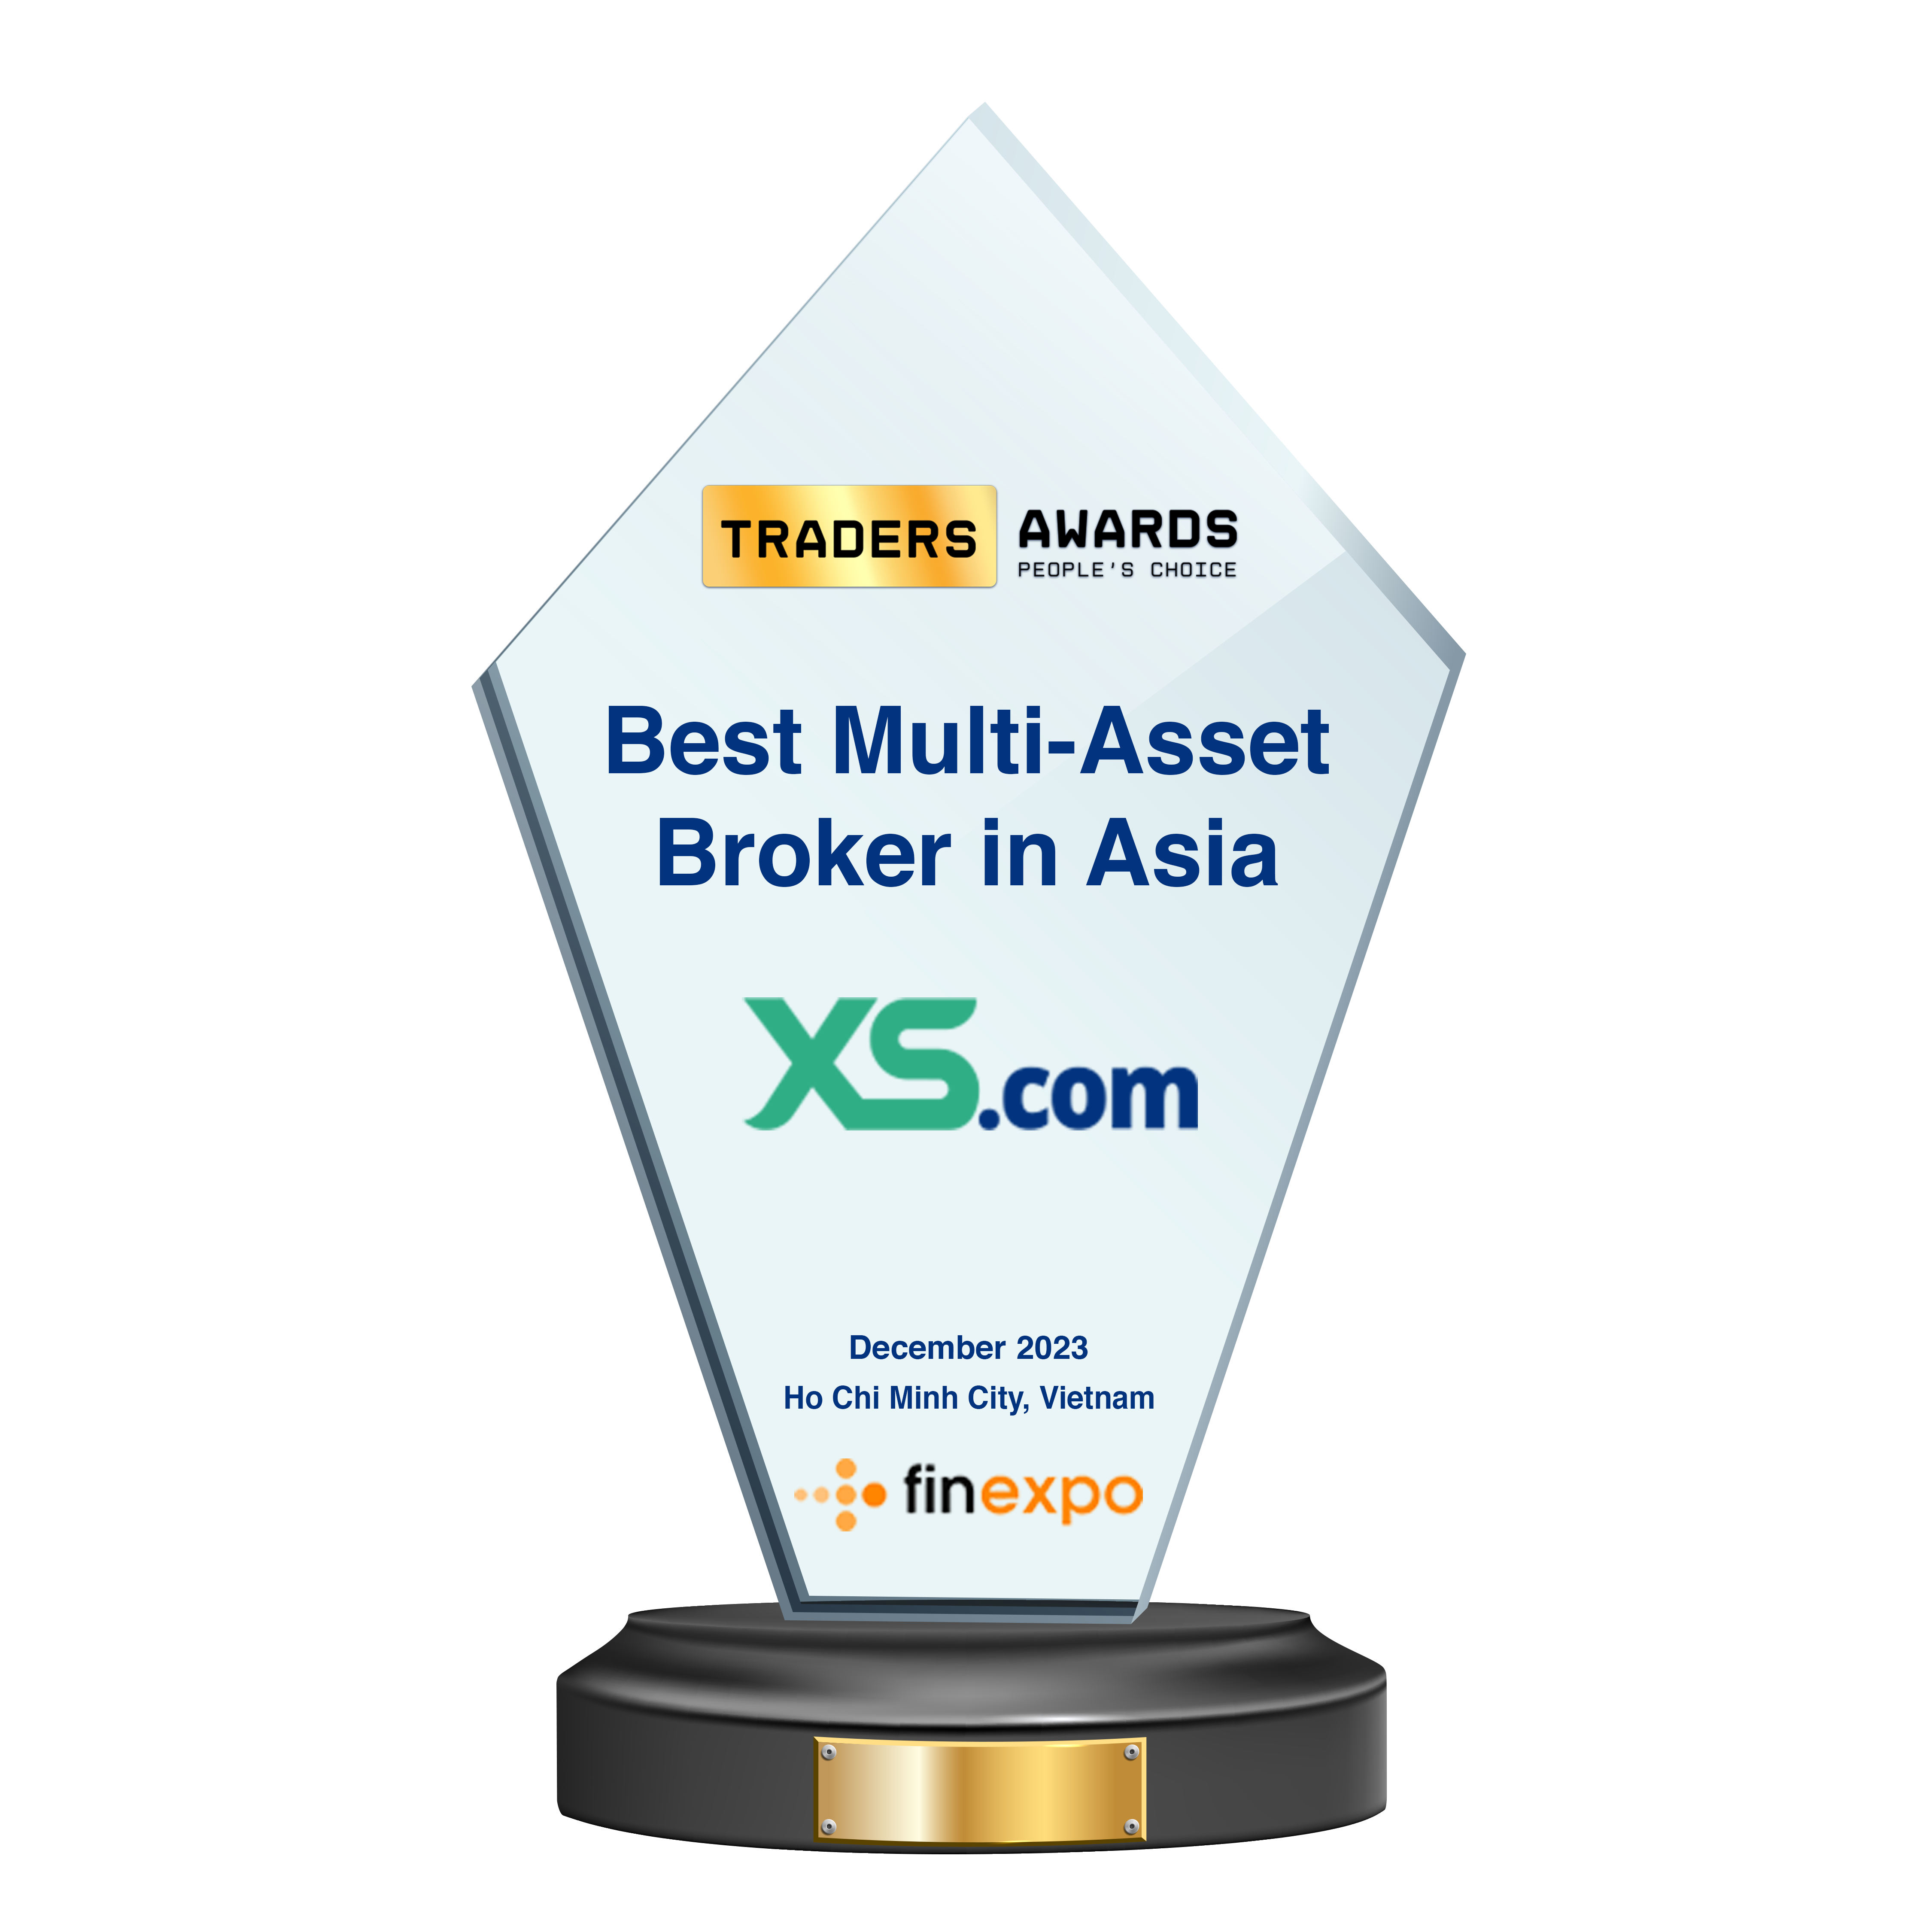 TRADERS AWARDS
PEOPLE'S CHOICE
Best Multi-Asset
Broker in Asia
XS.com
December 2023
Ho Chi Minh City, Vietnam
finexpo